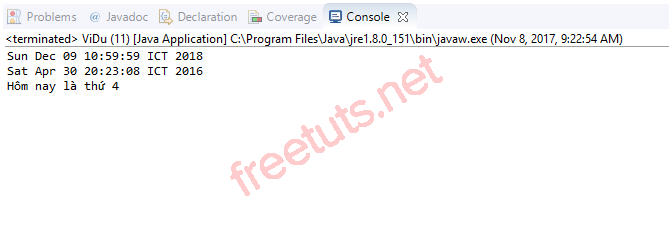 Problems @ Javadoc Declaration Coverage Console
<terminated> ViDu (11) [Java Application] C:\Program Files\Java\jre1.8.0_151\bin\javaw.exe (Nov 8, 2017, 9:22:54 AM)
Sun Dec 09 10:59:59 ICT 2018
Sat Apr 30 20:23:08 ICT 2016
Hôm nay là thứ 4
freetuts.net